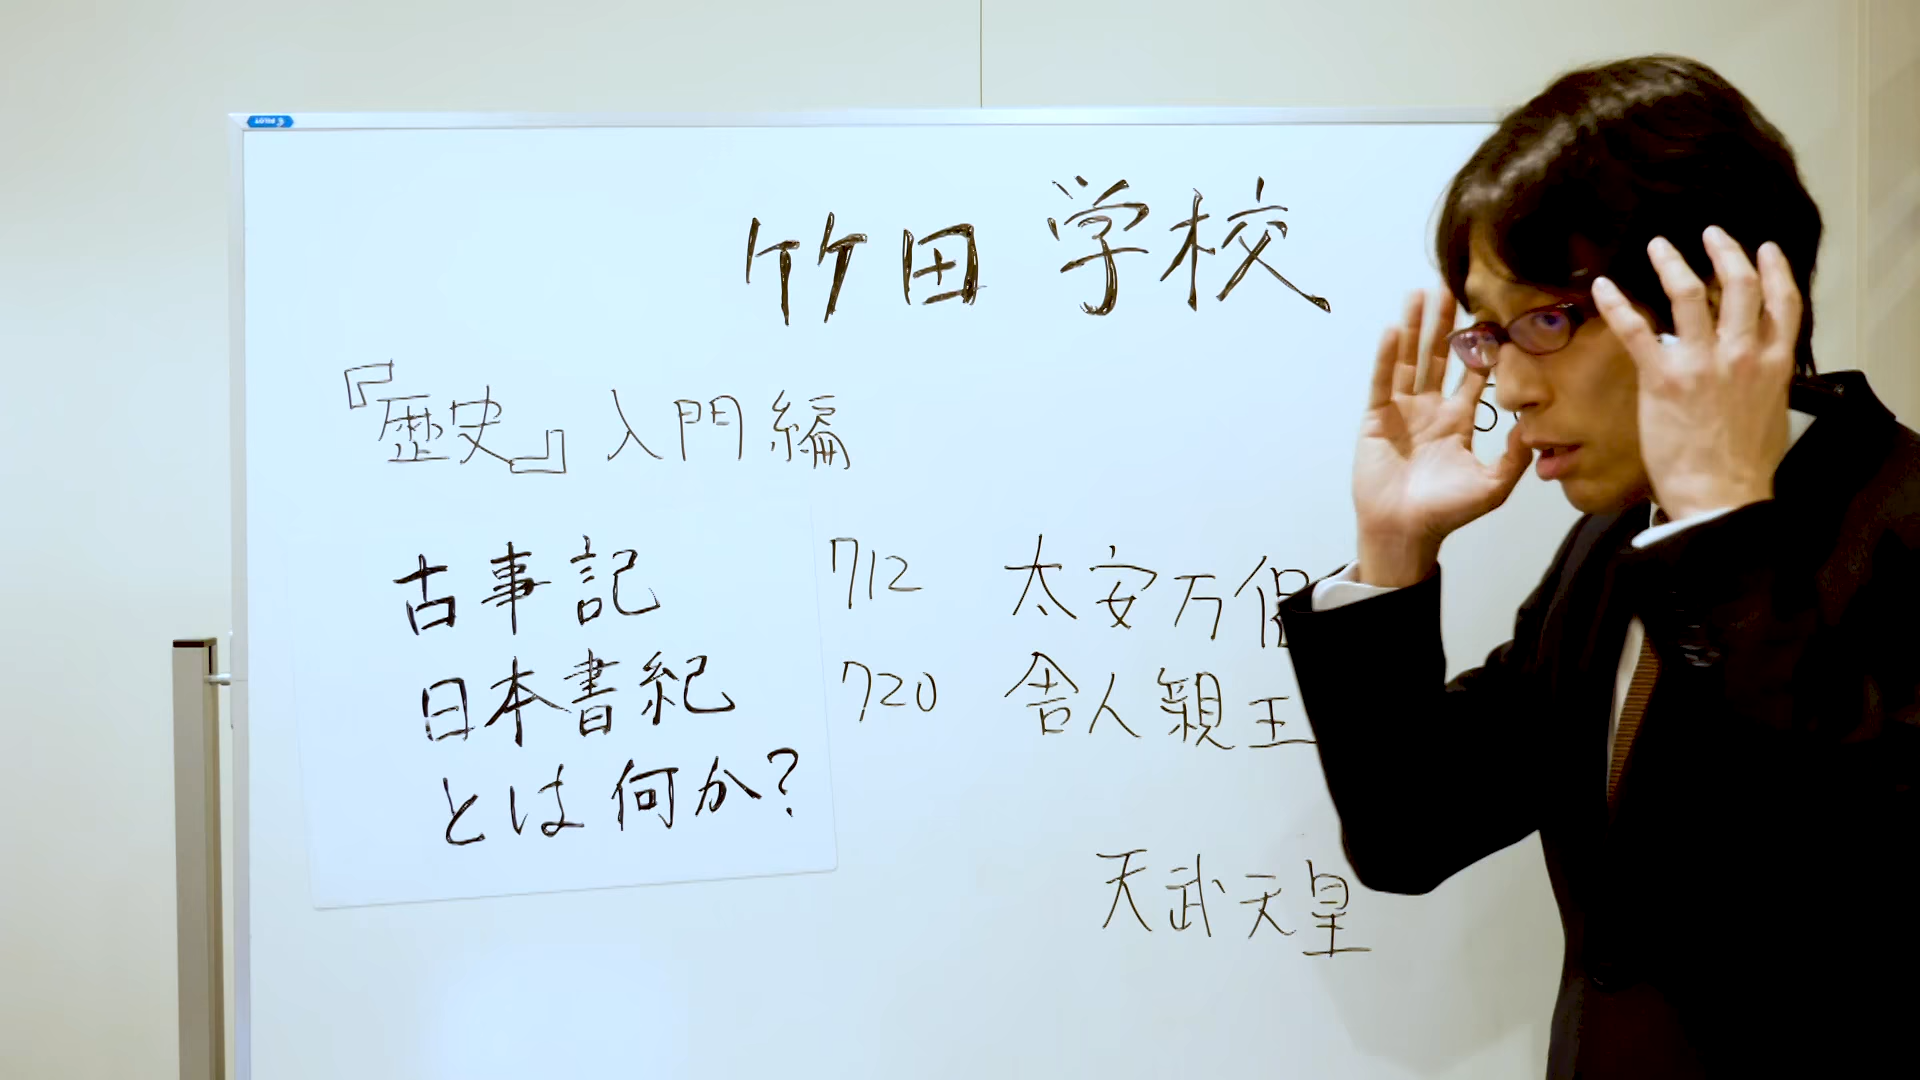 PILOT
竹田学校
『歴史』入門編
古事記 712 太安万侶
日本書紀 720 舎人親王
とは何か?
天武天皇